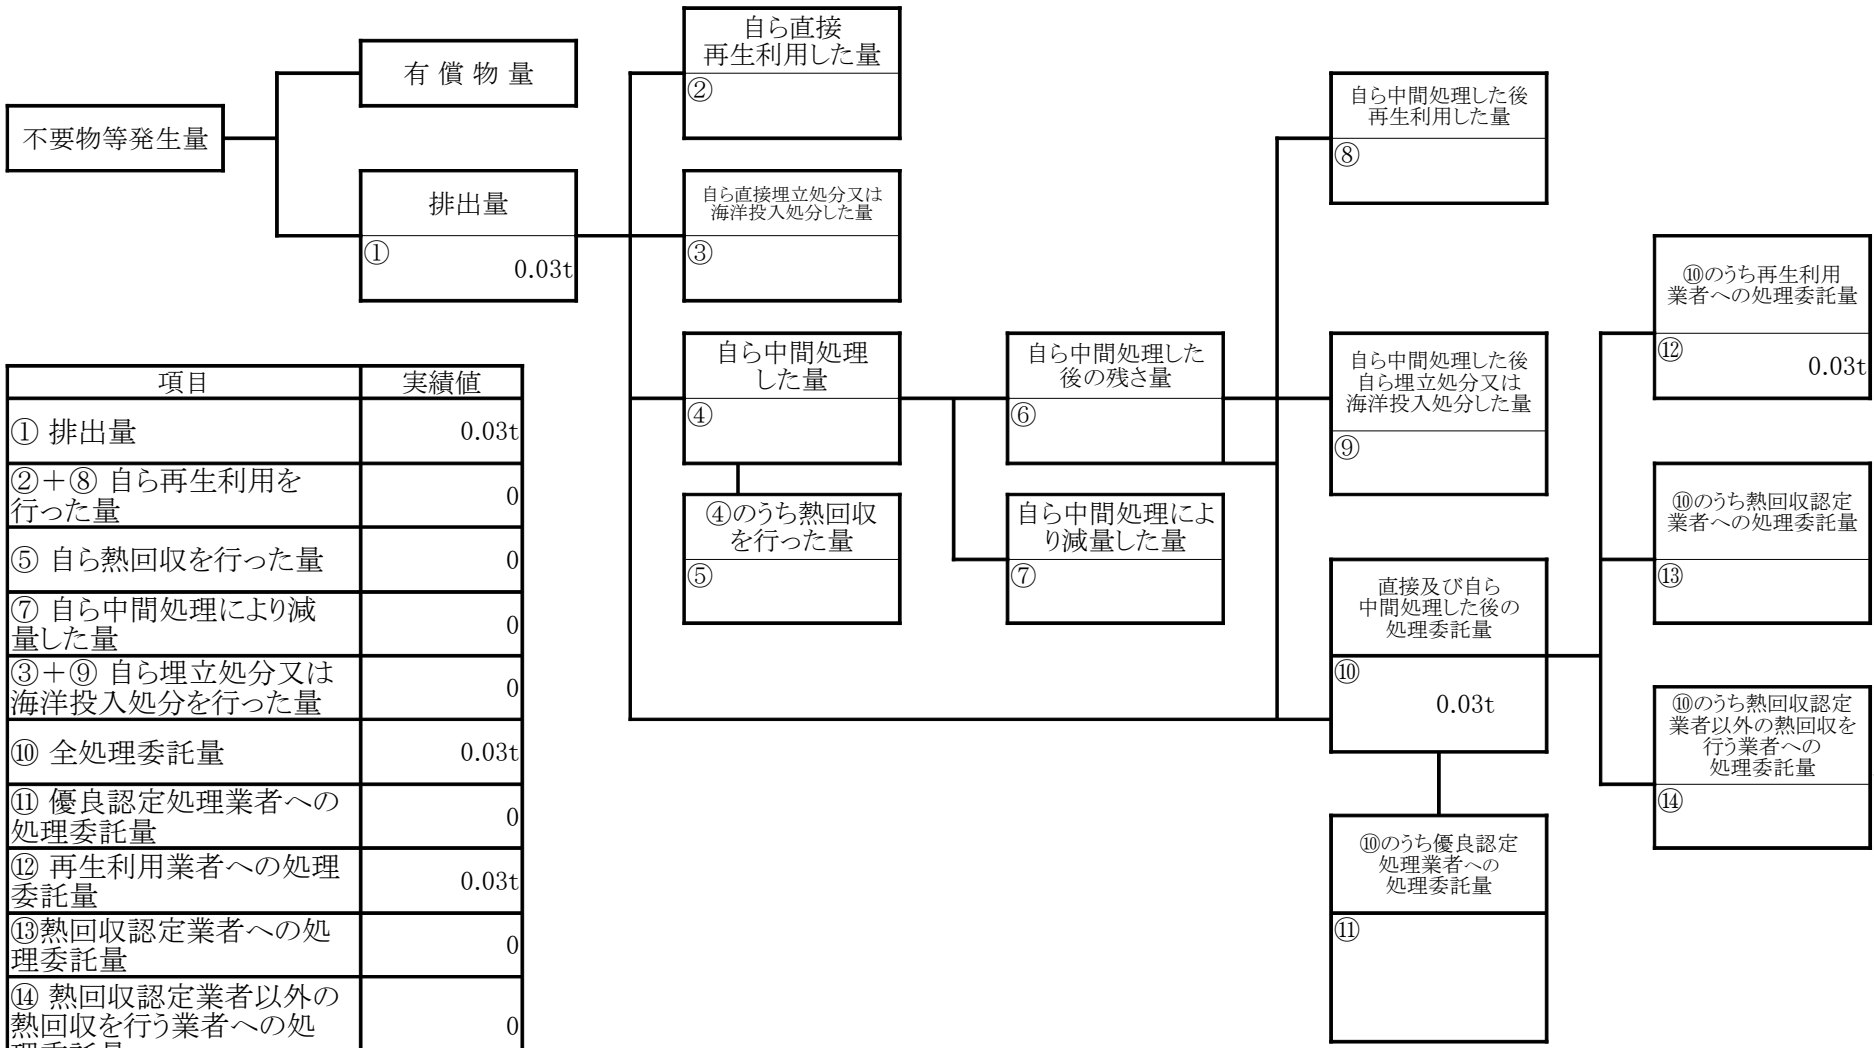 不要物等発生量
有 償 物 量
排出量
①
0.03t
自ら直接
再生利用した量
②
自ら直接埋立処分又は
海洋投入処分した量
③
自ら中間処理
した量
④
④のうち熱回収
を行った量
⑤
自ら中間処理した
後の残さ量
⑥
自ら中間処理によ
り減量した量
⑦
自ら中間処理した後
再生利用した量
⑧
自ら中間処理した後
自ら埋立処分又は
海洋投入処分した量
⑨
直接及び自ら
中間処理した後の
処理委託量
⑩
0.03t
⑩のうち優良認定
処理業者への
処理委託量
⑪
⑩のうち再生利用
業者への処理委託量
⑫
0.03t
⑩のうち熱回収認定
業者への処理委託量
⑬
⑩のうち熱回収認定
業者以外の熱回収を
行う業者への
処理委託量
⑭
項目 実績値
① 排出量 0.03t
②＋⑧ 自ら再生利用を
行った量 0
⑤ 自ら熱回収を行った量 0
⑦ 自ら中間処理により減
量した量 0
③＋⑨ 自ら埋立処分又は
海洋投入処分を行った量 0
⑩ 全処理委託量 0.03t
⑪ 優良認定処理業者への
処理委託量 0
⑫ 再生利用業者への処理
委託量 0.03t
⑬熱回収認定業者への処
理委託量 0
⑭ 熱回収認定業者以外の
熱回収を行う業者への処 0
理委託量